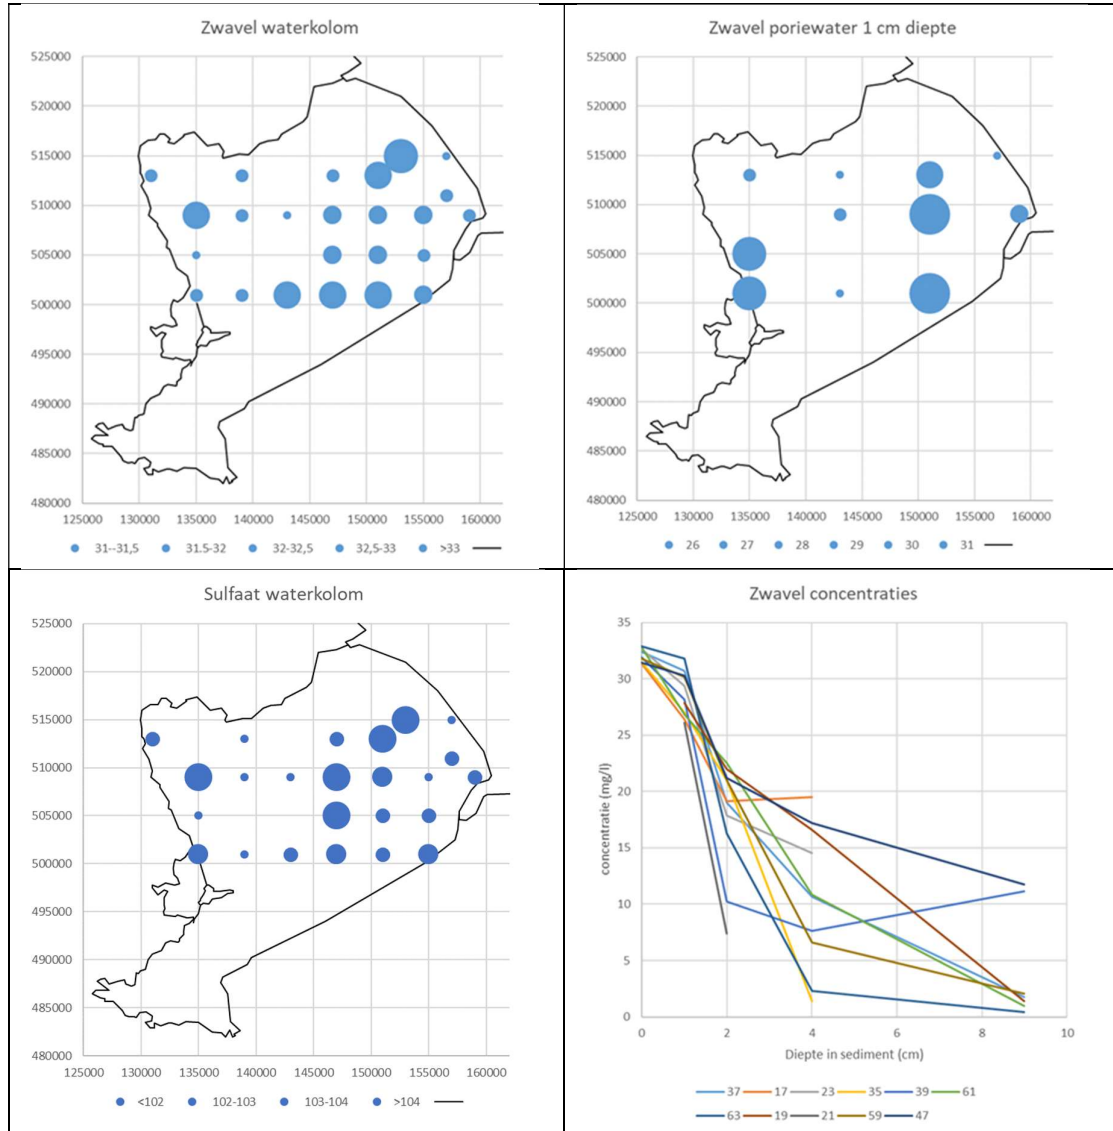 Zwavel waterkolom
525000
520000
515000
510000
505000
500000
495000
490000
485000
480000
125000 130000 135000 140000 145000 150000 155000 160000
31--31,5 31.5-32 32-32,5 32,5-33 >33
Zwavel poriewater 1 cm diepte
525000
520000
515000
510000
505000
500000
495000
490000
485000
480000
125000 130000 135000 140000 145000 150000 155000 160000
26 27 28 29 30 31
Sulfaat waterkolom
525000
520000
515000
510000
505000
500000
495000
490000
485000
480000
125000 130000 135000 140000 145000 150000 155000 160000
<102 102-103 103-104 >104
Zwavel concentraties
35
30
25
20
15
10
5
0
concentratie (mg/l)
0 2 4 6 8 10
Diepte in sediment (cm)
37 17 23 35 39 61
63 19 21 59 47